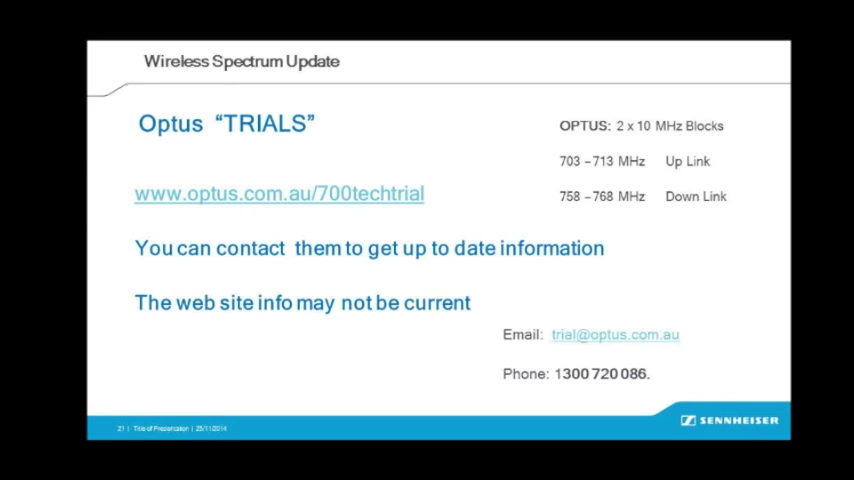 Wireless Spectrum Update
Optus "TRIALS"
OPTUS: 2 x 10 MHz Blocks
703 – 713 MHz Up Link
www.optus.com.au/700techtrial
758 – 768 MHz Down Link
You can contact them to get up to date information
The web site info may not be current
Email: trial@optus.com.au
Phone: 1300 720 086.
21 | Title of Presentation | 25/11/2014
SENNHEISER